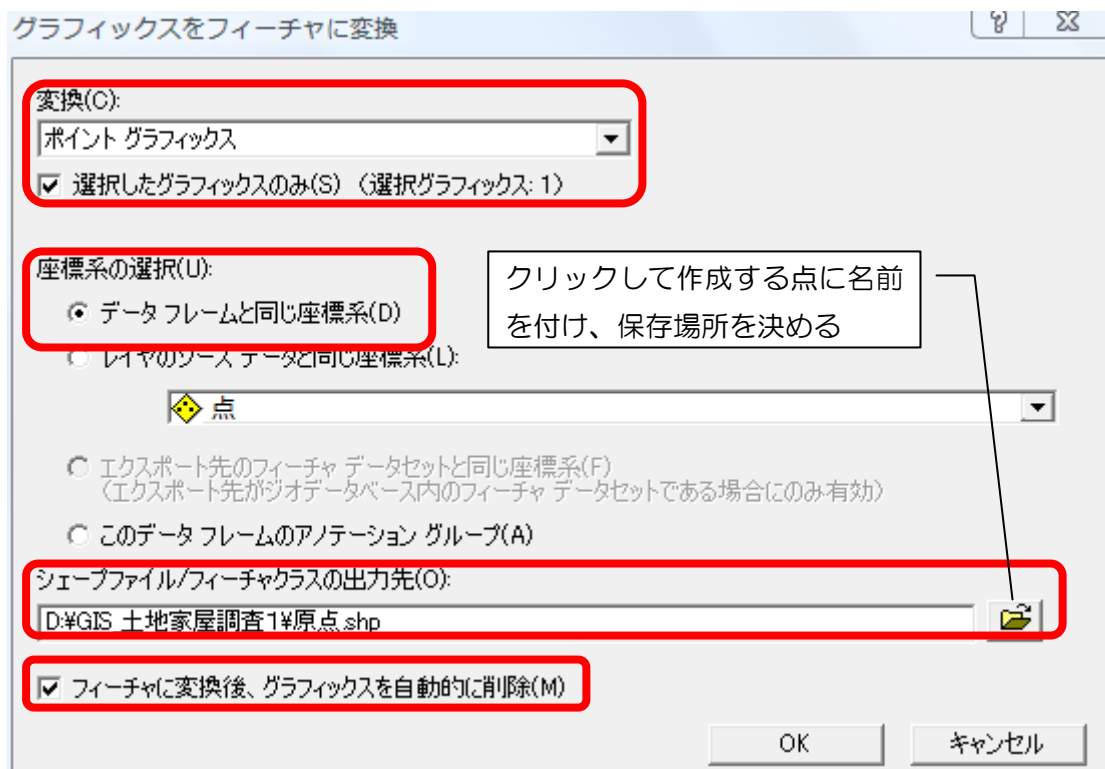 グラフィックスをフィーチャに変換
変換(C):
ポイント グラフィックス
選択したグラフィックスのみ(S) (選択グラフィックス: 1)
座標系の選択(U):
データ フレームと同じ座標系(D)
クリックして作成する点に名前
を付け、保存場所を決める
レイヤのソース データと同じ座標系(L):
点
エクスポート先のフィーチャ データセットと同じ座標系(F)
(エクスポート先がジオデータベース内のフィーチャ データセットである場合にのみ有効)
このデータ フレームのアノテーション グループ(A)
シェープファイル/フィーチャクラスの出力先(O):
D:¥GIS_土地家屋調査1¥原点.shp
フィーチャに変換後、グラフィックスを自動的に削除(M)
OK
キャンセル